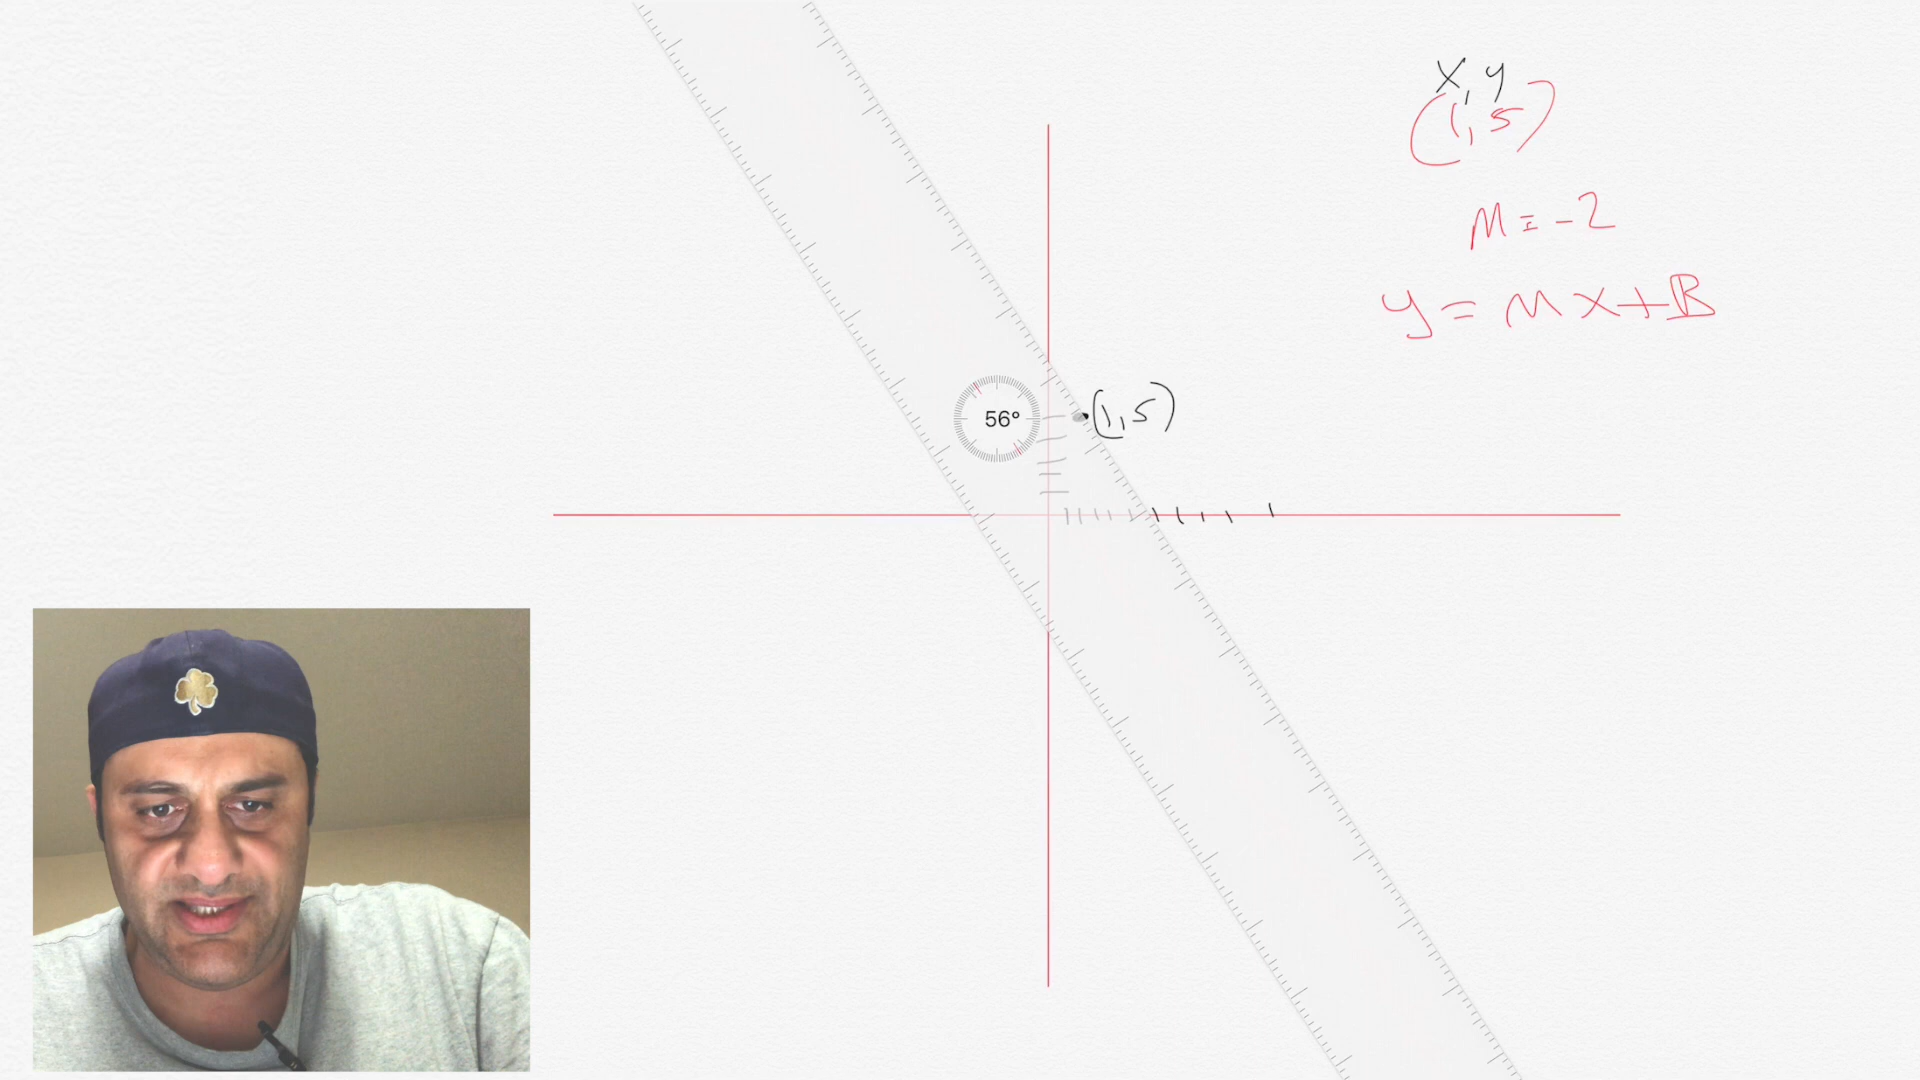 X, y
(1, 5)
M = -2
y = Mx+B
56°
(1, 5)